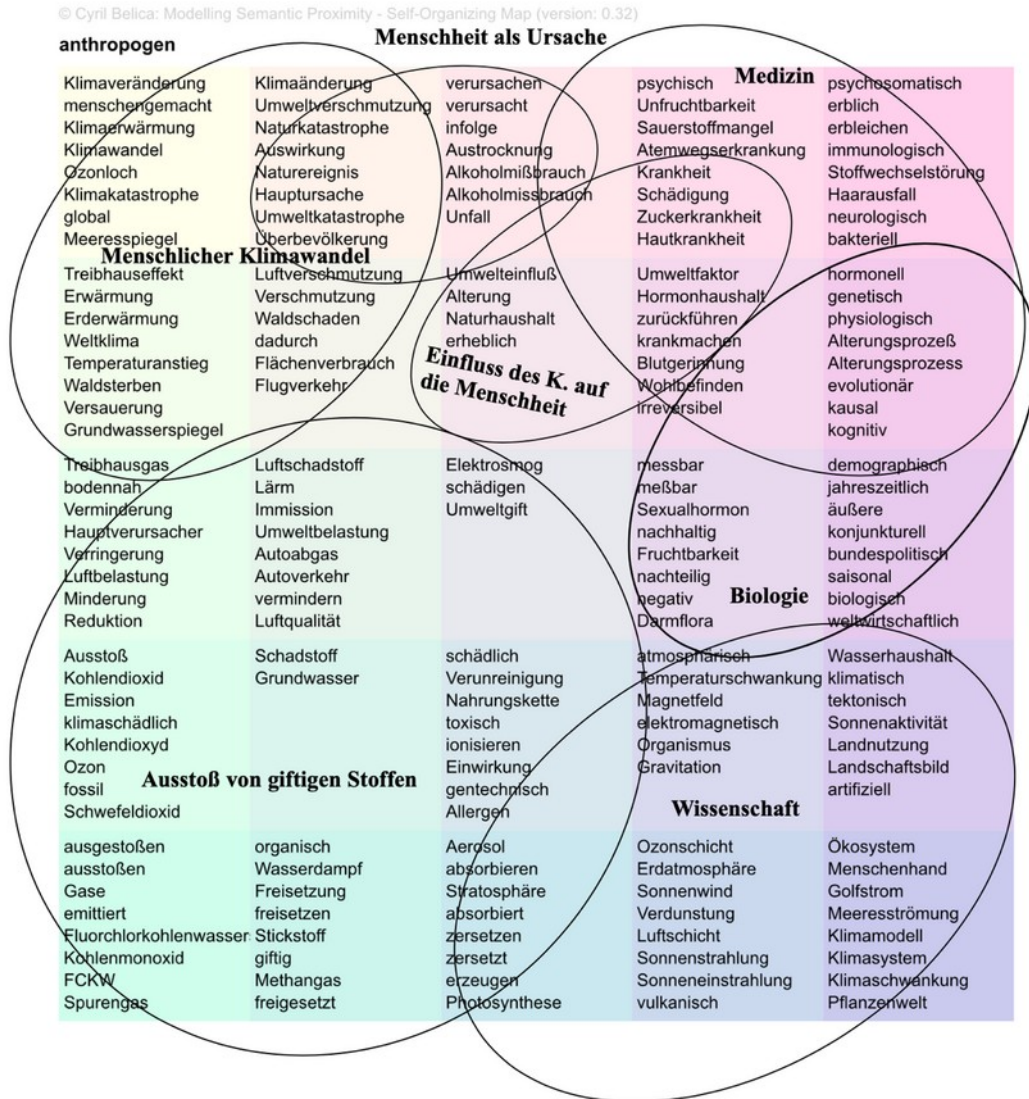 © Cyril Belica: Modelling Semantic Proximity - Self-Organizing Map (version: 0.32)
Menschheit als Ursache
anthropogen
Klimaveränderung
menschengemacht
Klimaerwärmung
Klimawandel
Ozonloch
Klimakatastrophe
global
Meeresspiegel
Klimaänderung
Umweltverschmutzung
Naturkatastrophe
Auswirkung
Naturereignis
Hauptursache
Umweltkatastrophe
Überbevölkerung
verursachen
verursacht
infolge
Austrocknung
Alkoholmißbrauch
Alkoholmissbrauch
Unfall
Medizin
psychisch
Unfruchtbarkeit
Sauerstoffmangel
Atemwegserkrankung
Krankheit
Schädigung
Zuckerkrankheit
Hautkrankheit
psychosomatisch
erblich
erbleichen
immunologisch
Stoffwechselstörung
Haarausfall
neurologisch
bakteriell
Menschlicher Klimawandel
Treibhauseffekt
Erwärmung
Erderwärmung
Weltklima
Temperaturanstieg
Waldsterben
Versauerung
Grundwasserspiegel
Luftverschmutzung
Verschmutzung
Waldschaden
dadurch
Flächenverbrauch
Flugverkehr
Umwelteinfluß
Alterung
Naturhaushalt
erheblich
Einfluss des K. auf
die Menschheit
Umweltfaktor
Hormonhaushalt
zurückführen
krankmachen
Blutgerinnung
Wohlbefinden
irreversibel
hormonell
genetisch
physiologisch
Alterungsprozeß
Alterungsprozess
evolutionär
kausal
kognitiv
Treibhausgas
bodennah
Verminderung
Hauptverursacher
Verringerung
Luftbelastung
Minderung
Reduktion
Luftschadstoff
Lärm
Immission
Umweltbelastung
Autoabgas
Autoverkehr
vermindern
Luftqualität
Elektrosmog
schädigen
Umweltgift
messbar
meßbar
Sexualhormon
nachhaltig
Fruchtbarkeit
nachteilig
negativ
Darmflora
Biologie
demographisch
jahreszeitlich
äußere
konjunkturell
bundespolitisch
saisonal
biologisch
weltwirtschaftlich
Ausstoß
Kohlendioxid
Emission
klimaschädlich
Kohlendioxyd
Ozon
fossil
Schwefeldioxid
Schadstoff
Grundwasser
Ausstoß von giftigen Stoffen
schädlich
Verunreinigung
Nahrungskette
toxisch
ionisieren
Einwirkung
gentechnisch
Allergen
atmosphärisch
Temperaturschwankung
Magnetfeld
elektromagnetisch
Organismus
Gravitation
Wissenschaft
Wasserhaushalt
klimatisch
tektonisch
Sonnenaktivität
Landnutzung
Landschaftsbild
artifiziell
ausgestoßen
ausstoßen
Gase
emittiert
Fluorchlorkohlenwasser
Kohlenmonoxid
FCKW
Spurengas
organisch
Wasserdampf
Freisetzung
freisetzen
Stickstoff
giftig
Methangas
freigesetzt
Aerosol
absorbieren
Stratosphäre
absorbiert
zersetzen
zersetzt
erzeugen
Photosynthese
Ozonschicht
Erdatmosphäre
Sonnenwind
Verdunstung
Luftschicht
Sonnenstrahlung
Sonneneinstrahlung
vulkanisch
Ökosystem
Menschenhand
Golfstrom
Meeresströmung
Klimamodell
Klimasystem
Klimaschwankung
Pflanzenwelt